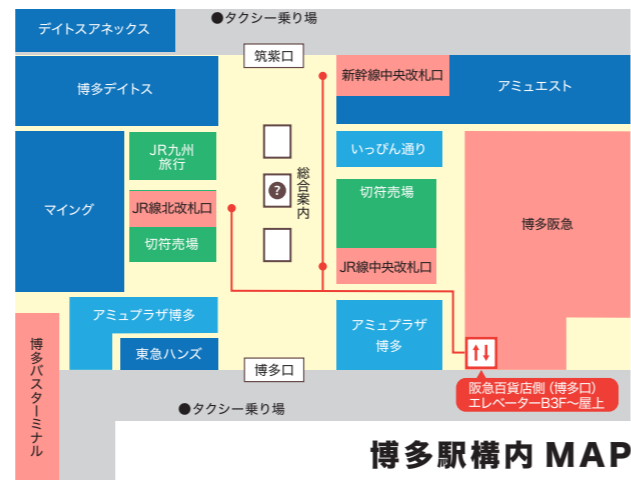 デイトスアネックス
●タクシー乗り場
筑紫口
博多デイトス
新幹線中央改札口
アミュエスト
マイング
JR九州
旅行
JR線北改札口
切符売場
?
総合案内
いっぴん通り
切符売場
JR線中央改札口
博多阪急
アミュプラザ博多
東急ハンズ
博多口
アミュプラザ
博多
博多バスターミナル
●タクシー乗り場
阪急百貨店側(博多口)
エレベーターB3F〜屋上
博多駅構内 MAP